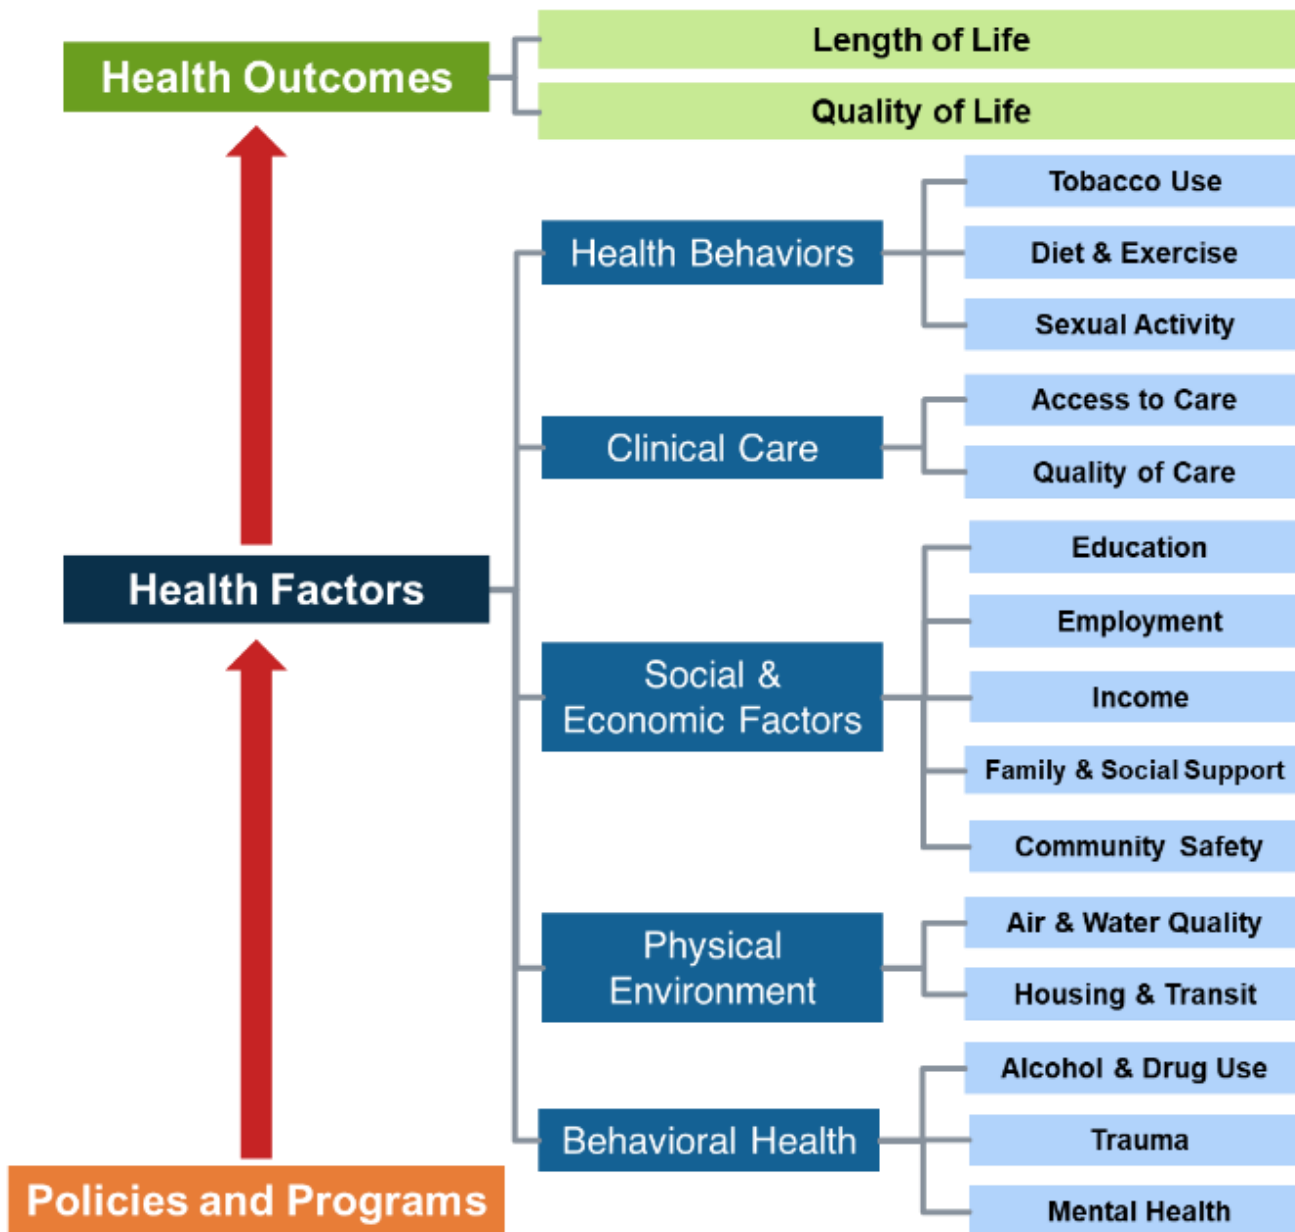 Health Outcomes
Length of Life
Quality of Life
Health Factors
Health Behaviors
Tobacco Use
Diet & Exercise
Sexual Activity
Clinical Care
Access to Care
Quality of Care
Social &
Economic Factors
Education
Employment
Income
Family & Social Support
Community Safety
Physical
Environment
Air & Water Quality
Housing & Transit
Behavioral Health
Alcohol & Drug Use
Trauma
Mental Health
Policies and Programs